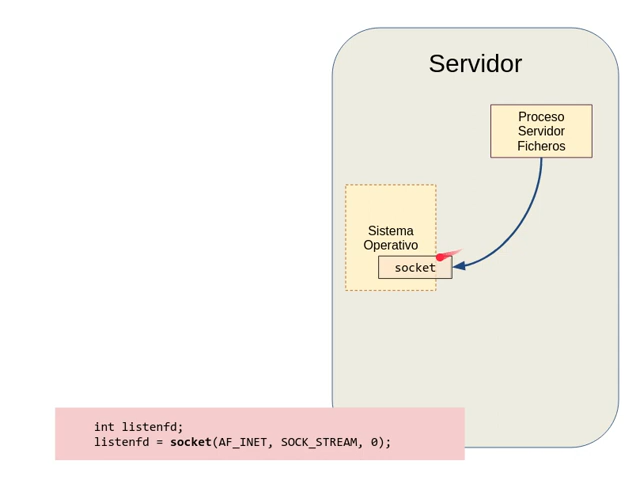 Servidor
Proceso
Servidor
Ficheros
Sistema
Operativo
socket
int listenfd;
listenfd = socket(AF_INET, SOCK_STREAM, 0);